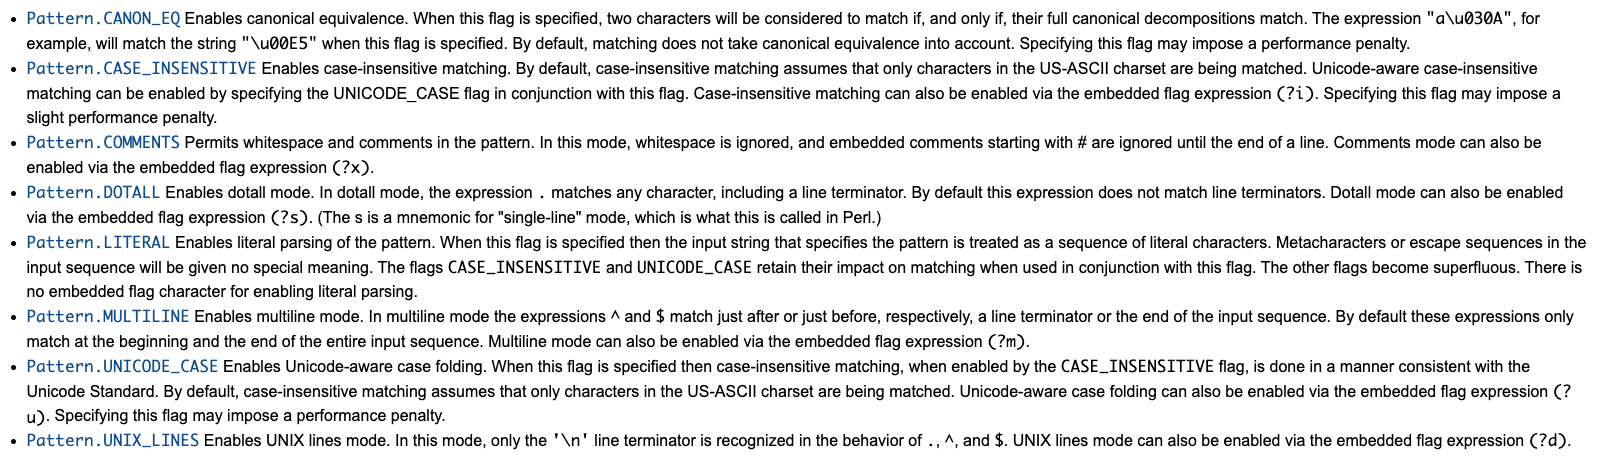 • Pattern.CANON_EQ Enables canonical equivalence. When this flag is specified, two characters will be considered to match if, and only if, their full canonical decompositions match. The expression "a\u030A", for
example, will match the string "\u00E5" when this flag is specified. By default, matching does not take canonical equivalence into account. Specifying this flag may impose a performance penalty.
• Pattern.CASE_INSENSITIVE Enables case-insensitive matching. By default, case-insensitive matching assumes that only characters in the US-ASCII charset are being matched. Unicode-aware case-insensitive
matching can be enabled by specifying the UNICODE_CASE flag in conjunction with this flag. Case-insensitive matching can also be enabled via the embedded flag expression (?i). Specifying this flag may impose a
slight performance penalty.
• Pattern.COMMENTS Permits whitespace and comments in the pattern. In this mode, whitespace is ignored, and embedded comments starting with # are ignored until the end of a line. Comments mode can also be
enabled via the embedded flag expression (?x).
• Pattern.DOTALL Enables dotall mode. In dotall mode, the expression . matches any character, including a line terminator. By default this expression does not match line terminators. Dotall mode can also be enabled
via the embedded flag expression (?s). (The s is a mnemonic for "single-line" mode, which is what this is called in Perl.)
• Pattern.LITERAL Enables literal parsing of the pattern. When this flag is specified then the input string that specifies the pattern is treated as a sequence of literal characters. Metacharacters or escape sequences in the
input sequence will be given no special meaning. The flags CASE_INSENSITIVE and UNICODE_CASE retain their impact on matching when used in conjunction with this flag. The other flags become superfluous. There is
no embedded flag character for enabling literal parsing.
• Pattern.MULTILINE Enables multiline mode. In multiline mode the expressions ^ and $ match just after or just before, respectively, a line terminator or the end of the input sequence. By default these expressions only
match at the beginning and the end of the entire input sequence. Multiline mode can also be enabled via the embedded flag expression (?m).
• Pattern.UNICODE_CASE Enables Unicode-aware case folding. When this flag is specified then case-insensitive matching, when enabled by the CASE_INSENSITIVE flag, is done in a manner consistent with the
Unicode Standard. By default, case-insensitive matching assumes that only characters in the US-ASCII charset are being matched. Unicode-aware case folding can also be enabled via the embedded flag expression (?
u). Specifying this flag may impose a performance penalty.
• Pattern.UNIX_LINES Enables UNIX lines mode. In this mode, only the '\n' line terminator is recognized in the behavior of ., ^, and $. UNIX lines mode can also be enabled via the embedded flag expression (?d).